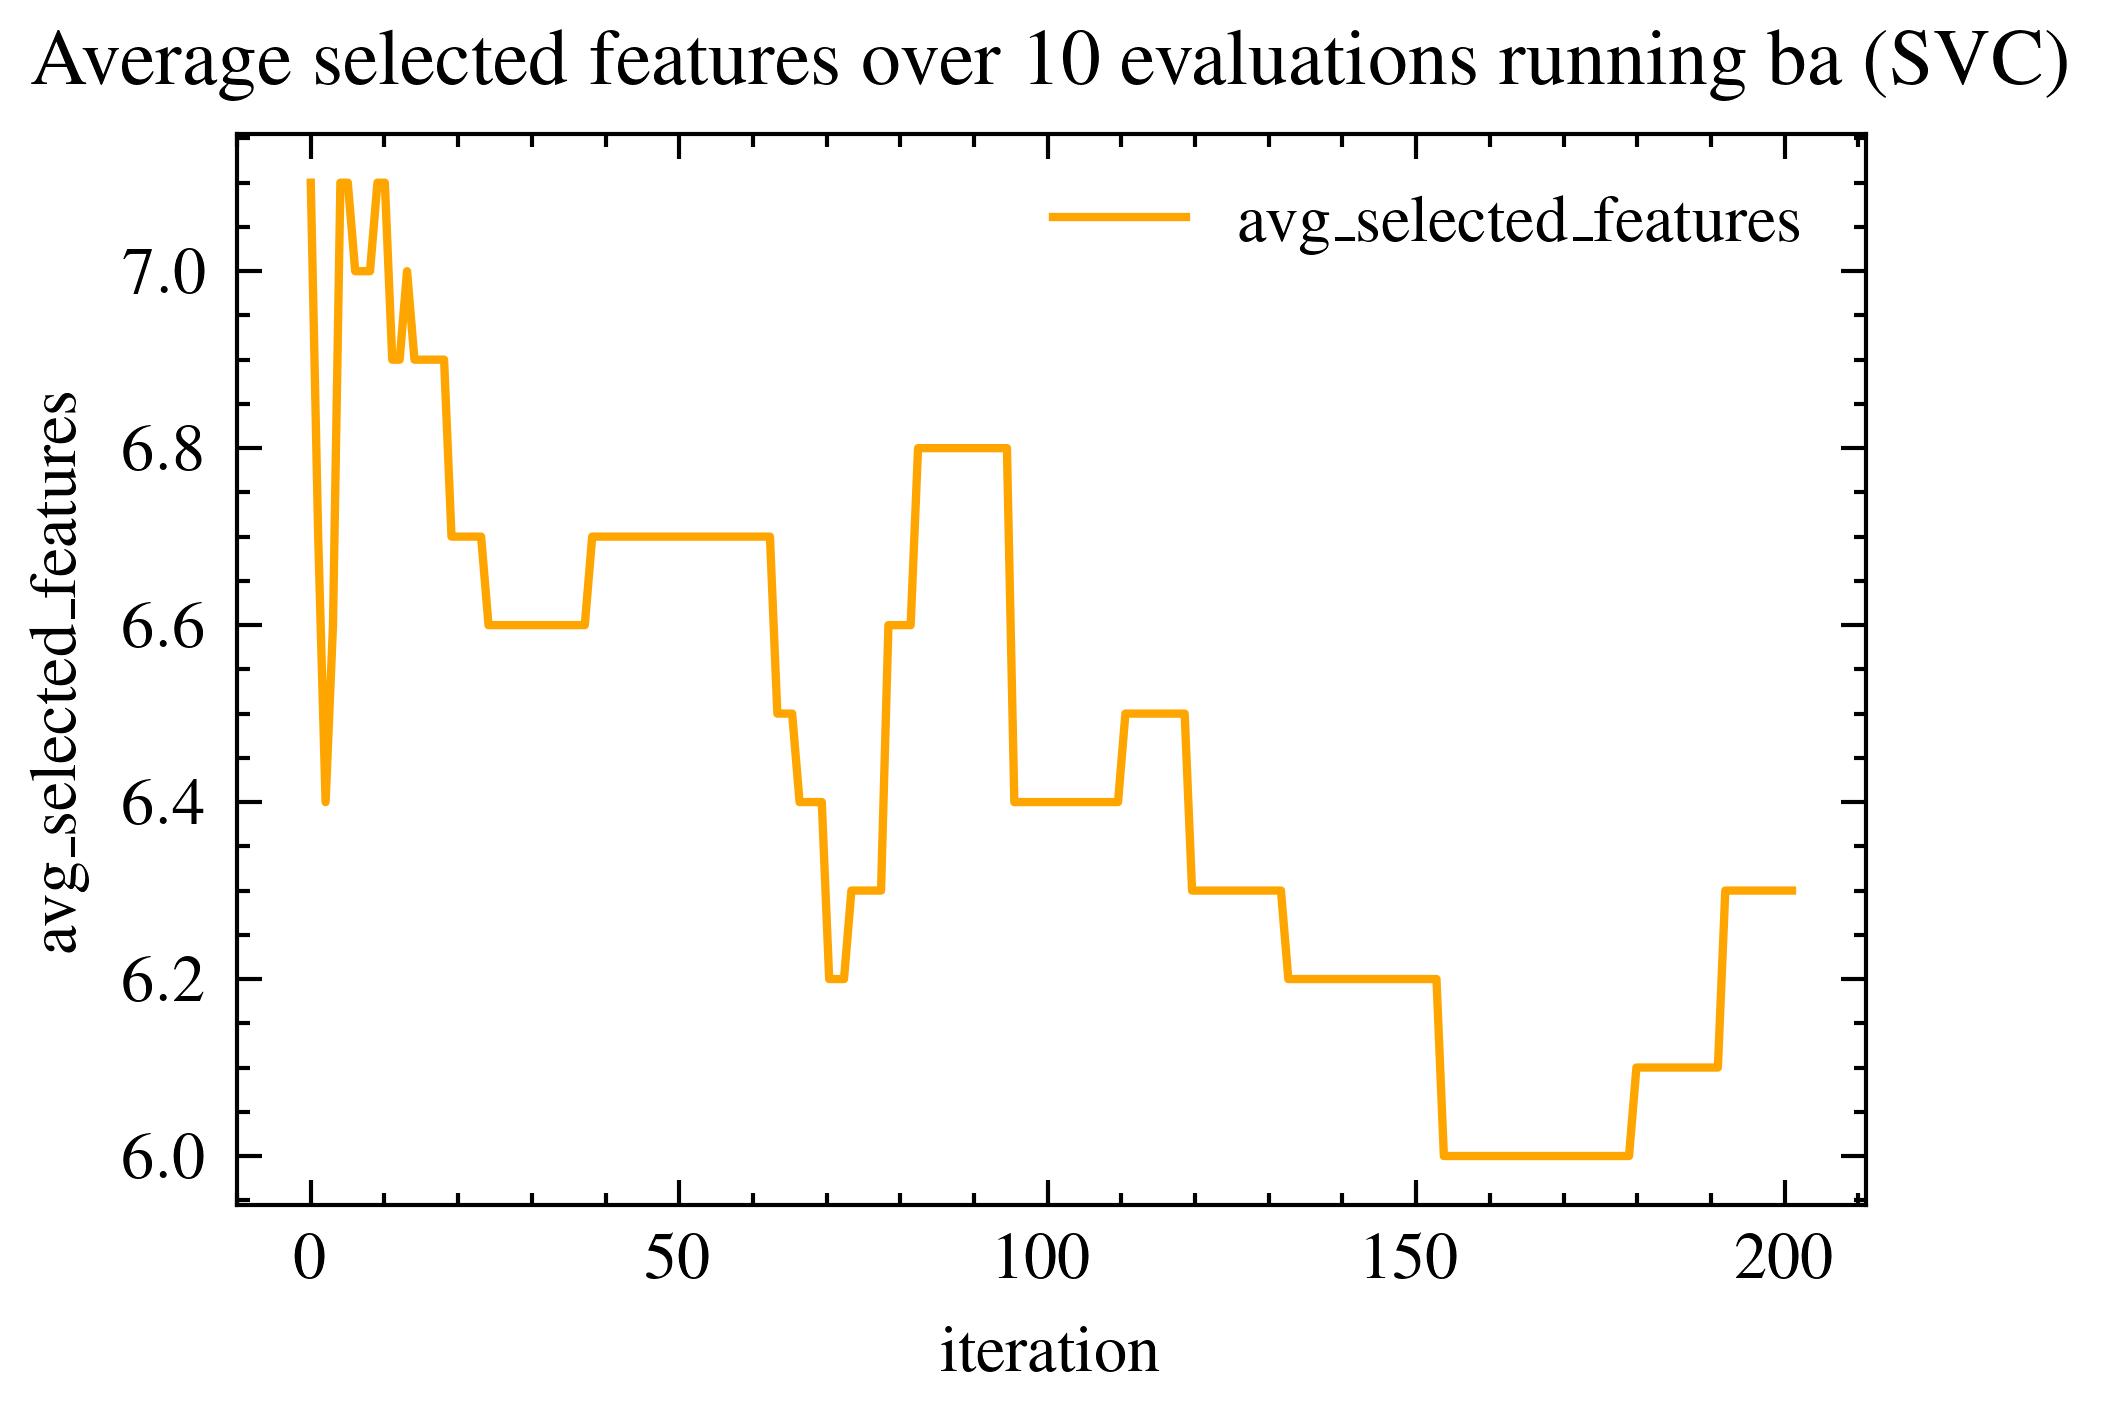 Average selected features over 10 evaluations running ba (SVC)
avg_selected_features
7.0
6.8
6.6
6.4
6.2
6.0
avg_selected_features
0 50 100 150 200
iteration